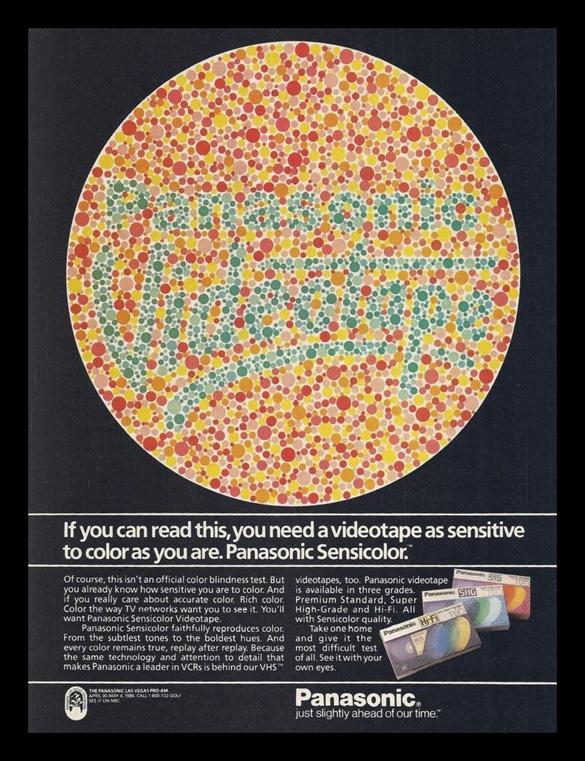 Panasonic
Videotape
If you can read this, you need a videotape as sensitive
to color as you are. Panasonic Sensicolor.™
Of course, this isn't an official color blindness test. But
you already know how sensitive you are to color. And
if you really care about accurate color. Rich color.
Color the way TV networks want you to see it. You'll
want Panasonic Sensicolor Videotape.
Panasonic Sensicolor faithfully reproduces color.
From the subtlest tones to the boldest hues. And
every color remains true, replay after replay. Because
the same technology and attention to detail that
makes Panasonic a leader in VCRs is behind our VHS™
videotapes, too. Panasonic videotape
is available in three grades.
Premium Standard, Super
High-Grade and Hi-Fi. All
with Sensicolor quality.
Take one home
and give it the
most difficult test
of all. See it with your
own eyes.
Panasonic STD
Panasonic SHG
Panasonic Hi-Fi
THE PANASONIC LAS VEGAS PRO-AM
APRIL 30-MAY 4, 1986. CALL 1-800-722-GOLF
SEE IT ON NBC.
Panasonic®
just slightly ahead of our time.™